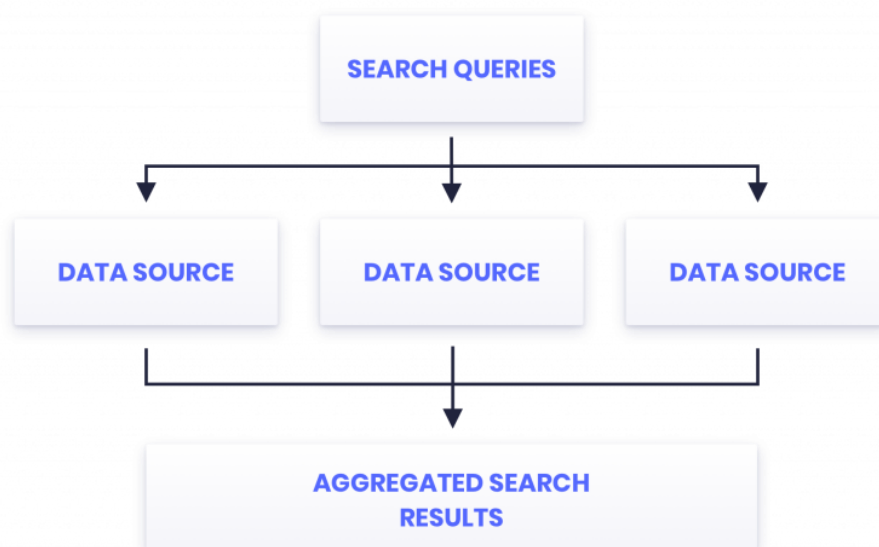 SEARCH QUERIES
DATA SOURCE
DATA SOURCE
DATA SOURCE
AGGREGATED SEARCH
RESULTS